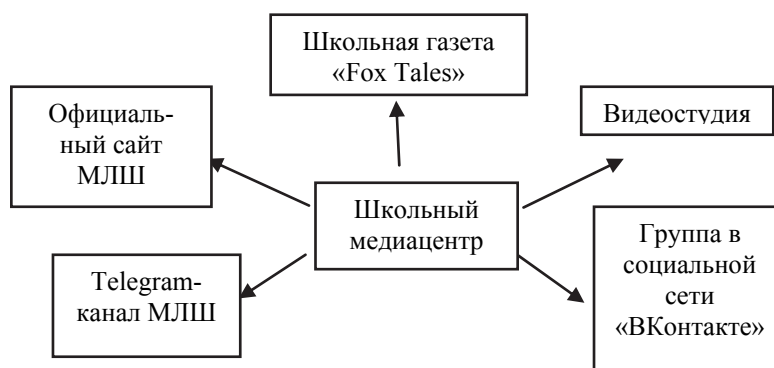 Школьная газета
«Fox Tales»
Официаль-
ный сайт
МЛШ
Видеостудия
Школьный
медиацентр
Группа в
социальной
сети
«ВКонтакте»
Telegram-
канал МЛШ